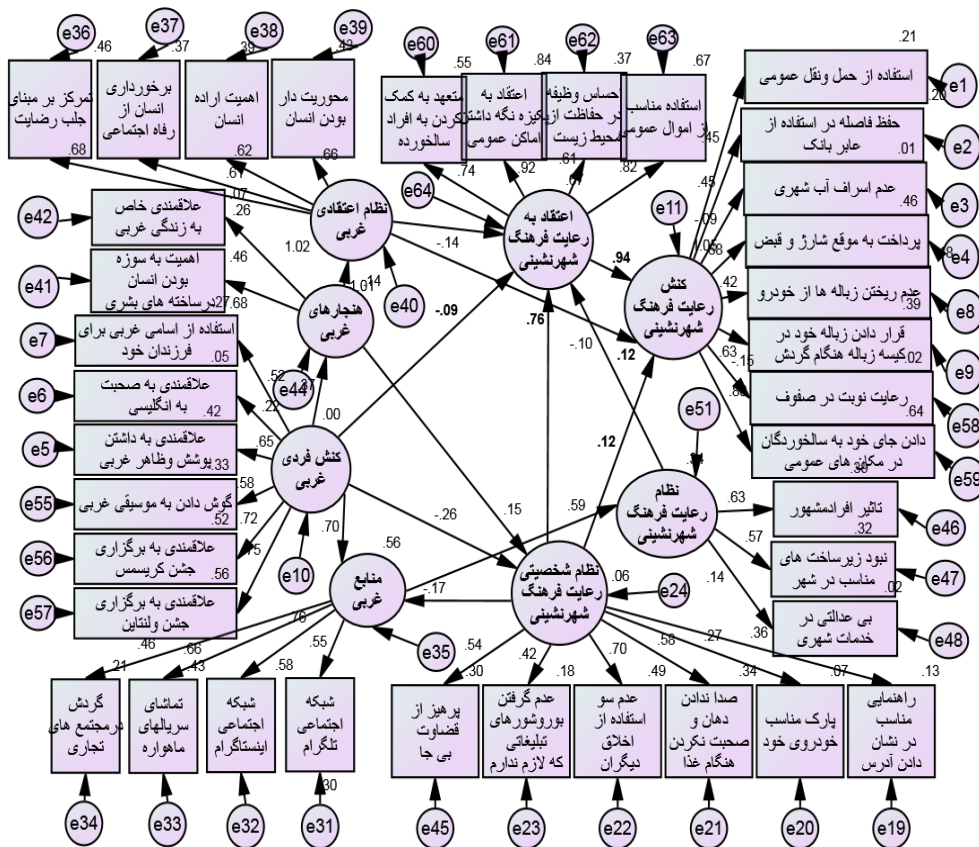 e36
e37
e38
e39
e60
e61
e62
e63
.46
.37
.39
.43
.55
.84
.37
.67
.21
تمرکز بر مبنای
جلب رضایت
برخورداری
انسان از
رفاه اجتماعی
اهمیت اراده
انسان
محوریت دار
بودن انسان
متعهد به کمک
کردن به افراد
سالخورده
اعتقاد به
پاکیزه نگه داشتن
اماکن عمومی
احساس وظیفه
در حفاظت از
محیط زیست
استفاده مناسب
از اموال عمومی
استفاده از حمل ونقل عمومی
e1
حفظ فاصله در استفاده از
عابر بانک
e2
.01
عدم اسراف آب شهری
e3
.46
پرداخت به موقع شارژ و قبض
e4
عدم ریختن زباله ها از خودرو
e8
.39
قرار دادن زباله خود در
کیسه زباله هنگام گردش
e9
.02
رعایت نوبت در صفوف
e58
.64
دادن جای خود به سالخوردگان
در مکان های عمومی
e59
.68
.61
.62
.66
.74
.92
.61
.82
.45
.45
-.09
1.05
.42
.63
-.15
e64
e11
نظام اعتقادی
غربی
اعتقاد به
رعایت فرهنگ
شهرنشینی
کنش
رعایت فرهنگ
شهرنشینی
e40
-.14
.94
-.09
.76
-.10
.12
.12
e42
علاقمندی خاص
به زندگی غربی
.07
.26
e41
اهمیت به سوژه
بودن انسان
درساخته های بشری
.46
.68
1.02
1.01
.14
هنجارهای
غربی
e44
e7
استفاده از اسامی غربی برای
فرزندان خود
.27
e6
علاقمندی به صحبت
به انگلیسی
.05
e5
علاقمندی به داشتن
پوشش وظاهر غربی
.42
e55
گوش دادن به موسیقی غربی
.33
e56
علاقمندی به برگزاری
جشن کریسمس
.52
e57
علاقمندی به برگزاری
جشن ولنتاین
.56
.52
.22
.65
.58
.72
.00
کنش فردی
غربی
e10
.70
-.26
.15
.59
منابع
غربی
.56
e35
-.17
نظام شخصیتی
رعایت فرهنگ
شهرنشینی
.06
e24
e51
نظام
رعایت فرهنگ
شهرنشینی
.63
.57
.14
تاثیر افرادمشهور
e46
.32
نبود زیرساخت های
مناسب در شهر
e47
.02
بی عدالتی در
خدمات شهری
e48
.46
.66
.76
.55
.21
.43
.58
.30
گردش
درمجتمع های
تجاری
تماشای
سریالهای
ماهواره
شبکه
اجتماعی
اینستاگرام
شبکه
اجتماعی
تلگرام
e34
e33
e32
e31
.54
.42
.70
.58
.27
.36
.30
.18
.49
.34
.07
.13
پرهیز از
قضاوت
بی جا
عدم گرفتن
بوروشورهای
تبلیغاتی
که لازم ندارم
عدم سو
استفاده از
اخلاق
دیگران
صدا ندادن
دهان و
صحبت نکردن
هنگام غذا
پارک مناسب
خودروی خود
راهنمایی
مناسب
در نشان
دادن آدرس
e45
e23
e22
e21
e20
e19